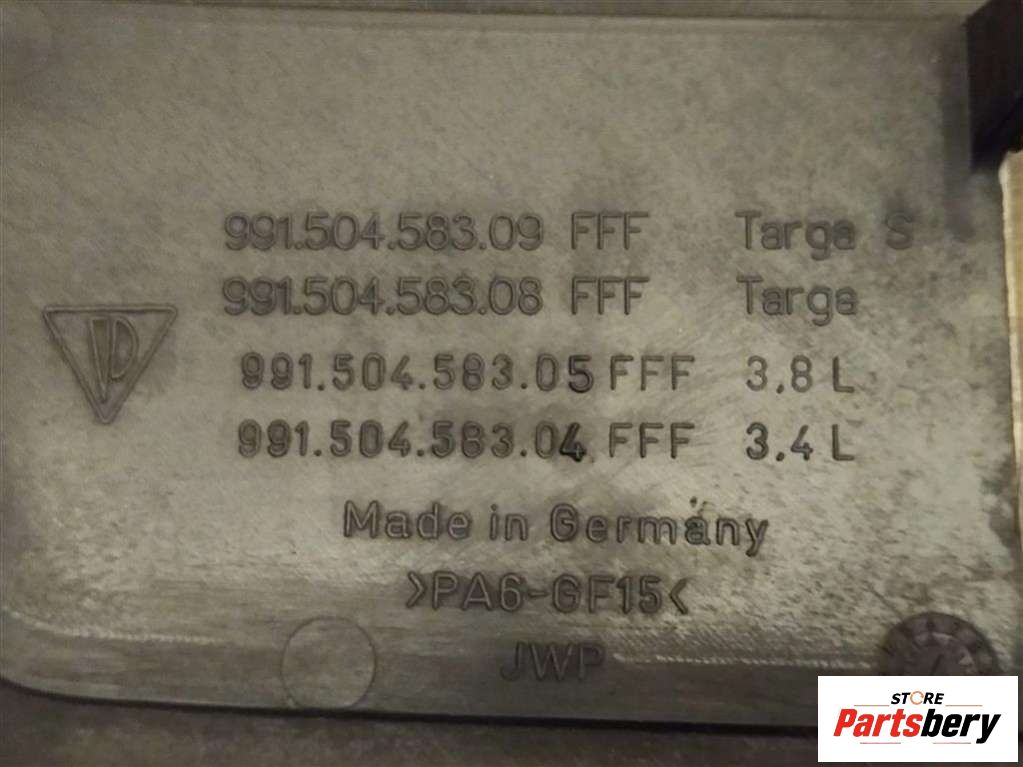 991.504.583.09 FFF Targa S
991.504.583.08 FFF Targa
991.504.583.05 FFF 3.8 L
991.504.583.04 FFF 3.4 L
Made in Germany
>PA6-GF15<
JWP
STORE
Partsbery